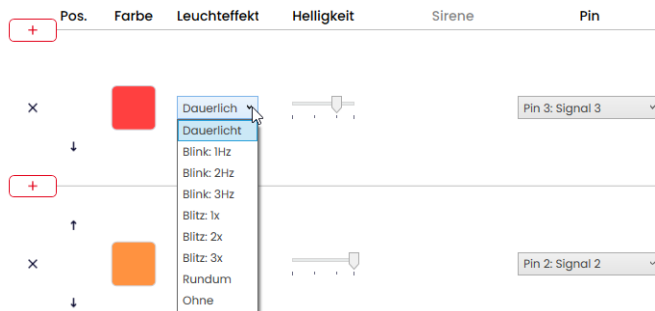 Pos. Farbe Leuchteffekt Helligkeit Sirene Pin
+
Dauerlich
Pin 3: Signal 3
Dauerlicht
Blink: 1Hz
Blink: 2Hz
Blink: 3Hz
+
Blitz: 1x
Blitz: 2x
Blitz: 3x
Pin 2: Signal 2
Rundum
Ohne